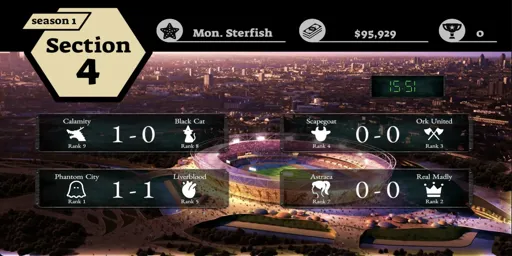 season 1
Section
4
Mon. Sterfish
$95,929
0
15:51
Calamity
Rank 9
1 - 0
Black Cat
Rank 8
Scapegoat
Rank 4
0 - 0
Ork United
Rank 3
Phantom City
Rank 1
1 - 1
Liverblood
Rank 5
Astraea
Rank 7
0 - 0
Real Madly
Rank 2